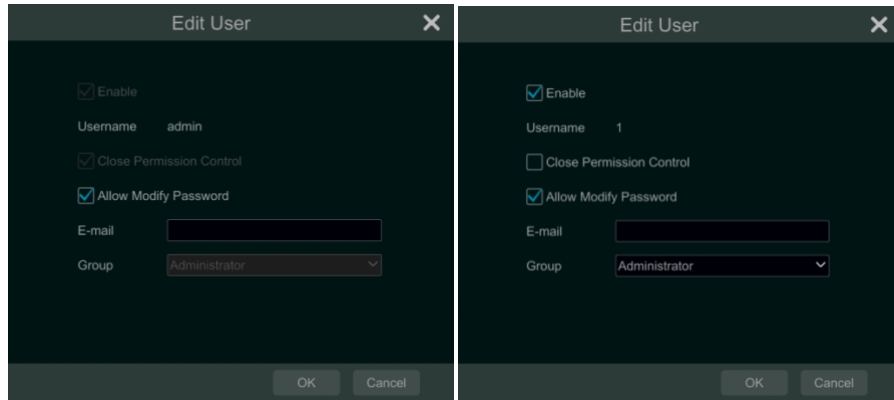 Edit User
Enable
Username admin
Close Permission Control
Allow Modify Password
E-mail
Group Administrator
OK Cancel
Edit User
Enable
Username 1
Close Permission Control
Allow Modify Password
E-mail
Group Administrator
OK Cancel